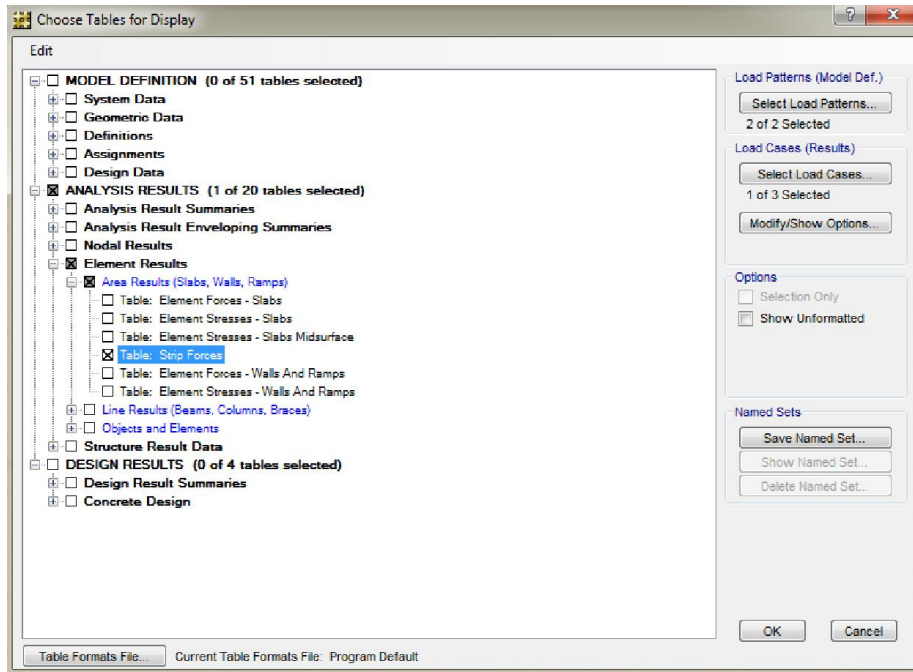 Choose Tables for Display
Edit
MODEL DEFINITION (0 of 51 tables selected)
System Data
Geometric Data
Definitions
Assignments
Design Data
ANALYSIS RESULTS (1 of 20 tables selected)
Analysis Result Summaries
Analysis Result Enveloping Summaries
Nodal Results
Element Results
Area Results (Slabs, Walls, Ramps)
Table: Element Forces - Slabs
Table: Element Stresses - Slabs
Table: Element Stresses - Slabs Midsurface
Table: Strip Forces
Table: Element Forces - Walls And Ramps
Table: Element Stresses - Walls And Ramps
Line Results (Beams, Columns, Braces)
Objects and Elements
Structure Result Data
DESIGN RESULTS (0 of 4 tables selected)
Design Result Summaries
Concrete Design
Load Patterns (Model Def.)
Select Load Patterns...
2 of 2 Selected
Load Cases (Results)
Select Load Cases...
1 of 3 Selected
Modify/Show Options...
Options
Selection Only
Show Unformatted
Named Sets
Save Named Set...
Show Named Set...
Delete Named Set...
OK Cancel
Table Formats File... Current Table Formats File: Program Default